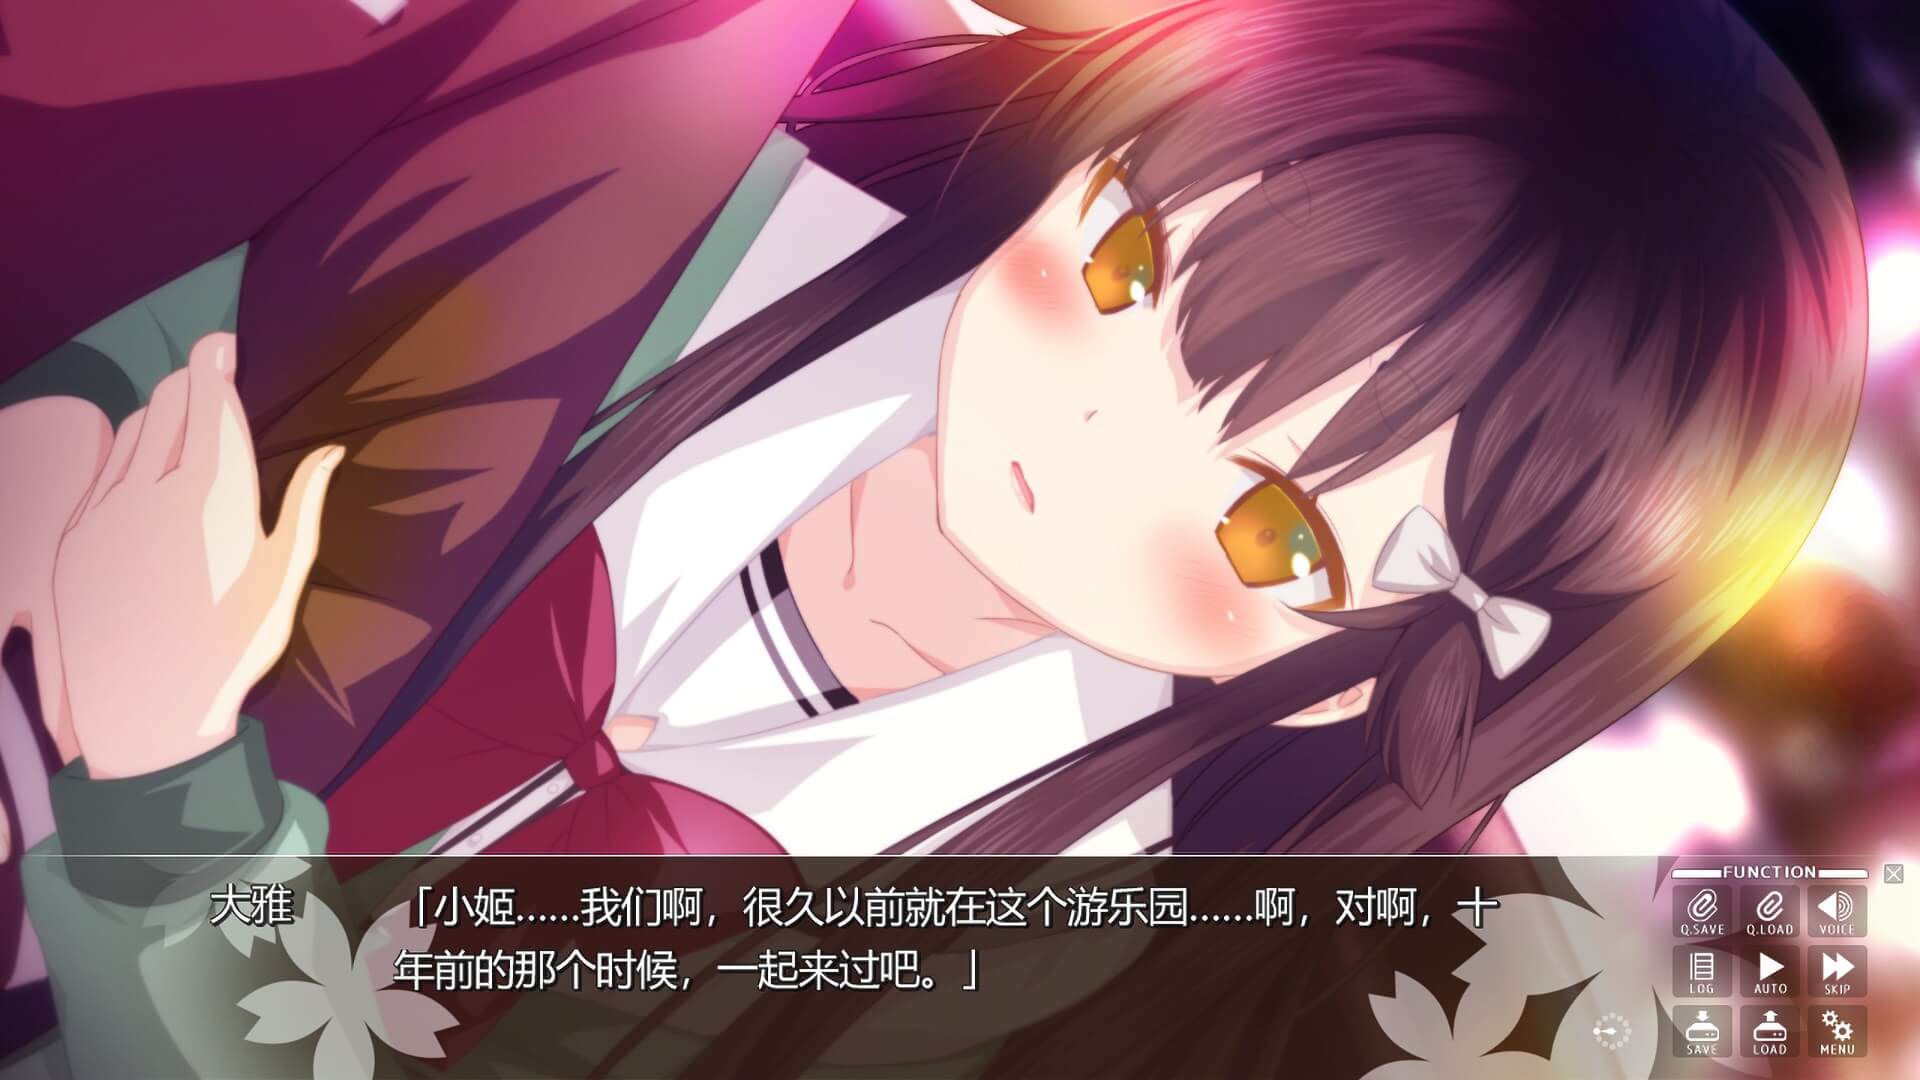 大雅
「小姬……我们啊，很久以前就在这个游乐园……啊，对啊，十
年前的那个时候，一起来过吧。」
FUNCTION
Q.SAVE Q.LOAD VOICE
LOG AUTO SKIP
SAVE LOAD MENU